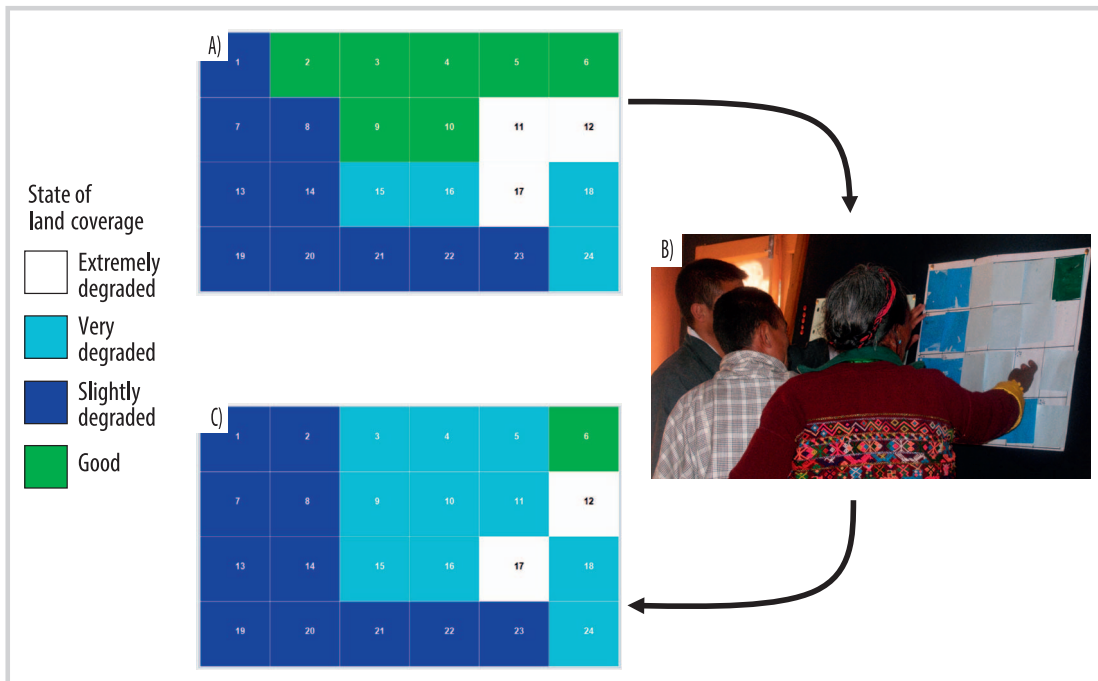 A)
1 2 3 4 5 6
7 8 9 10 11 12
13 14 15 16 17 18
19 20 21 22 23 24
State of
land coverage
Extremely
degraded
Very
degraded
Slightly
degraded
Good
B)
C)
1 2 3 4 5 6
7 8 9 10 11 12
13 14 15 16 17 18
19 20 21 22 23 24